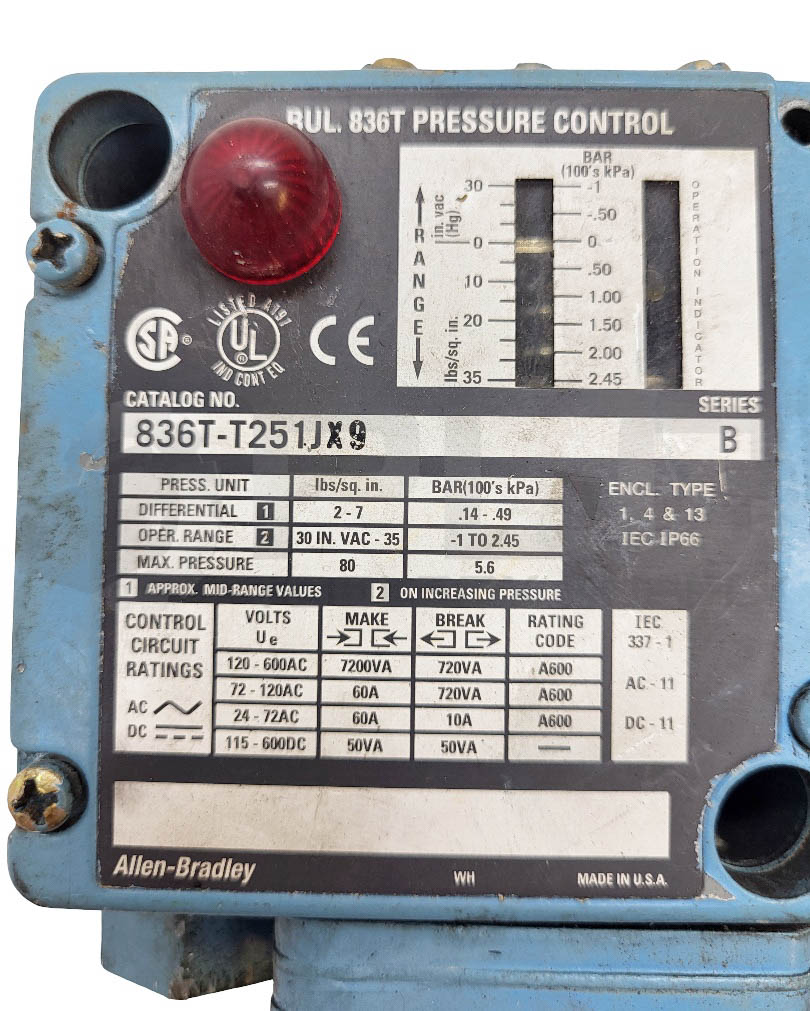 BUL. 836T PRESSURE CONTROL
BAR
(100's kPa)
RANGE
in. vac
(Hg)
lbs/sq. in.
30
0
10
20
35
-1
-.50
0
.50
1.00
1.50
2.00
2.45
OPERATION INDICATOR
SA®
LISTED A191
UL
®
IND CONT EQ
CE
CATALOG NO. SERIES
836T-T251JX9 B
PRESS. UNIT lbs/sq. in. BAR(100's kPa)
DIFFERENTIAL 1 2 - 7 .14 - .49
OPER. RANGE 2 30 IN. VAC - 35 -1 TO 2.45
MAX. PRESSURE 80 5.6
ENCL. TYPE
1, 4 & 13
IEC IP66
1 APPROX. MID-RANGE VALUES 2 ON INCREASING PRESSURE
CONTROL
CIRCUIT
RATINGS
AC
DC
VOLTS Ue MAKE BREAK RATING CODE
120 - 600AC 7200VA 720VA A600
72 - 120AC 60A 720VA A600
24 - 72AC 60A 10A A600
115 - 600DC 50VA 50VA —
IEC
337 - 1
AC - 11
DC - 11
Allen-Bradley WH MADE IN U.S.A.